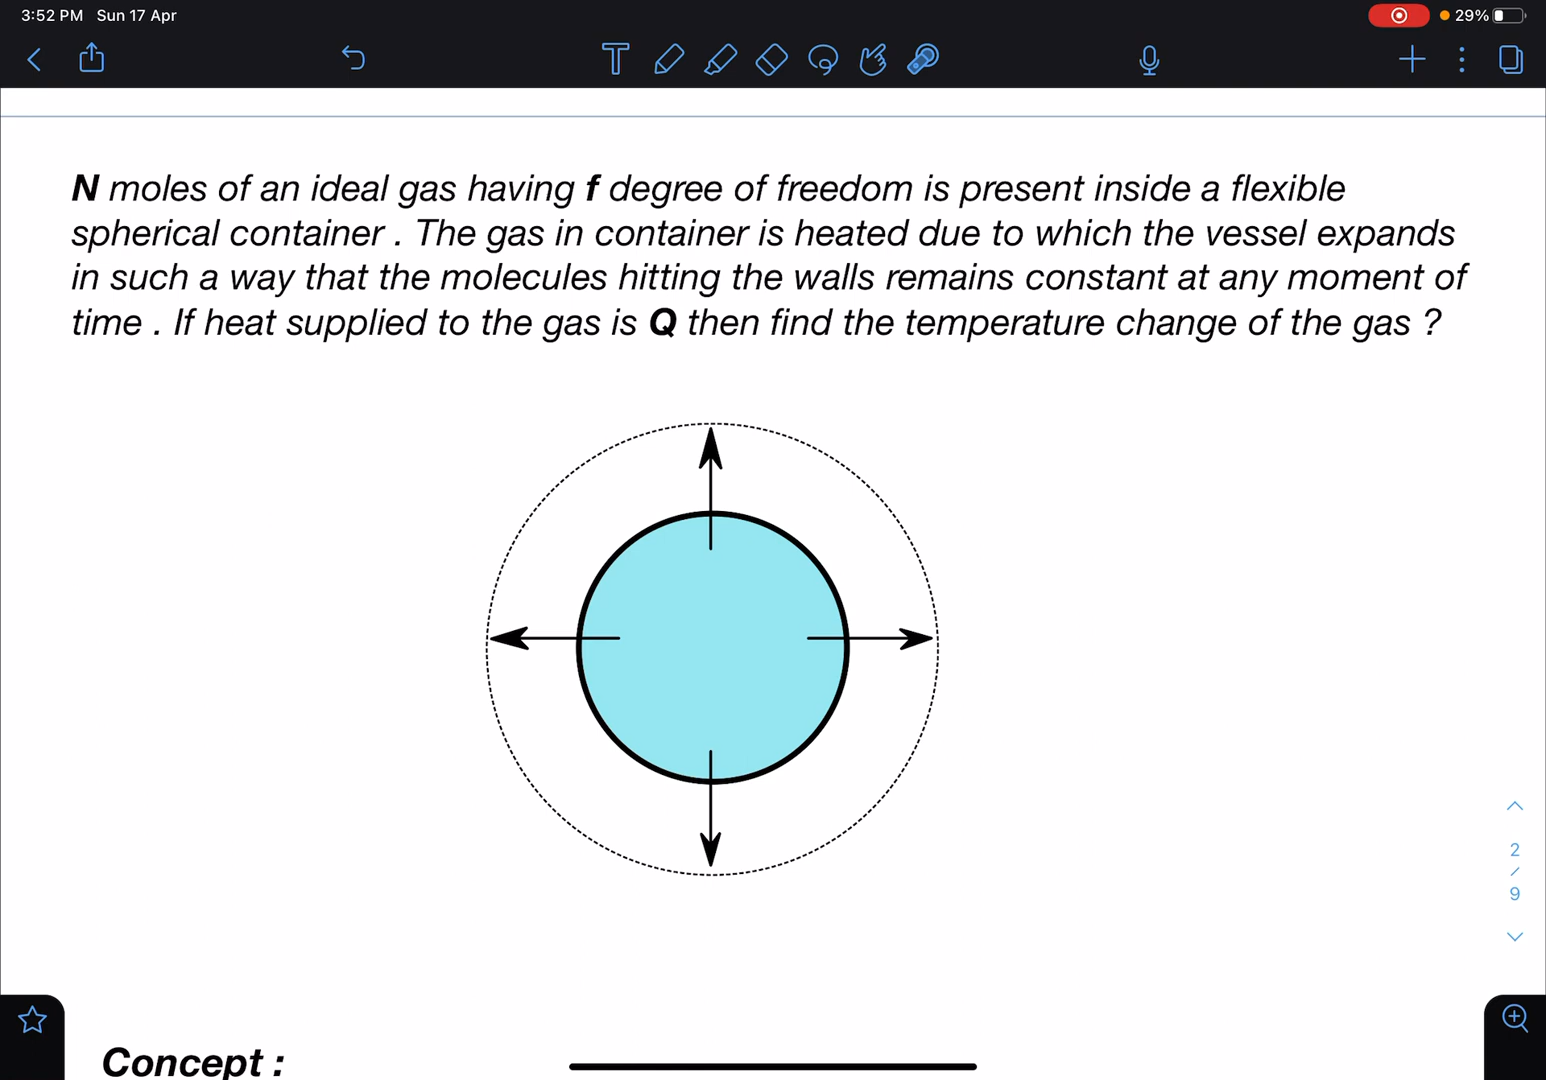 3:52 PM Sun 17 Apr
29%
N moles of an ideal gas having f degree of freedom is present inside a flexible
spherical container . The gas in container is heated due to which the vessel expands
in such a way that the molecules hitting the walls remains constant at any moment of
time . If heat supplied to the gas is Q then find the temperature change of the gas ?
2
/
9
Concept :